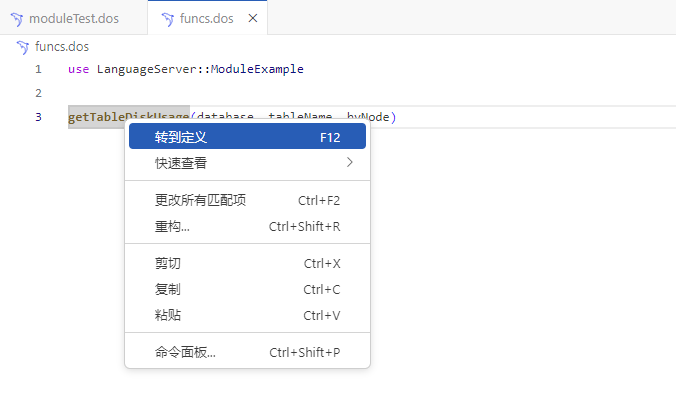 moduleTest.dos
funcs.dos
funcs.dos
1 use LanguageServer::ModuleExample
2
3 getTableDiskUsage(database, tableName, byNode)
转到定义 F12
快速查看
更改所有匹配项 Ctrl+F2
重构... Ctrl+Shift+R
剪切 Ctrl+X
复制 Ctrl+C
粘贴 Ctrl+V
命令面板... Ctrl+Shift+P